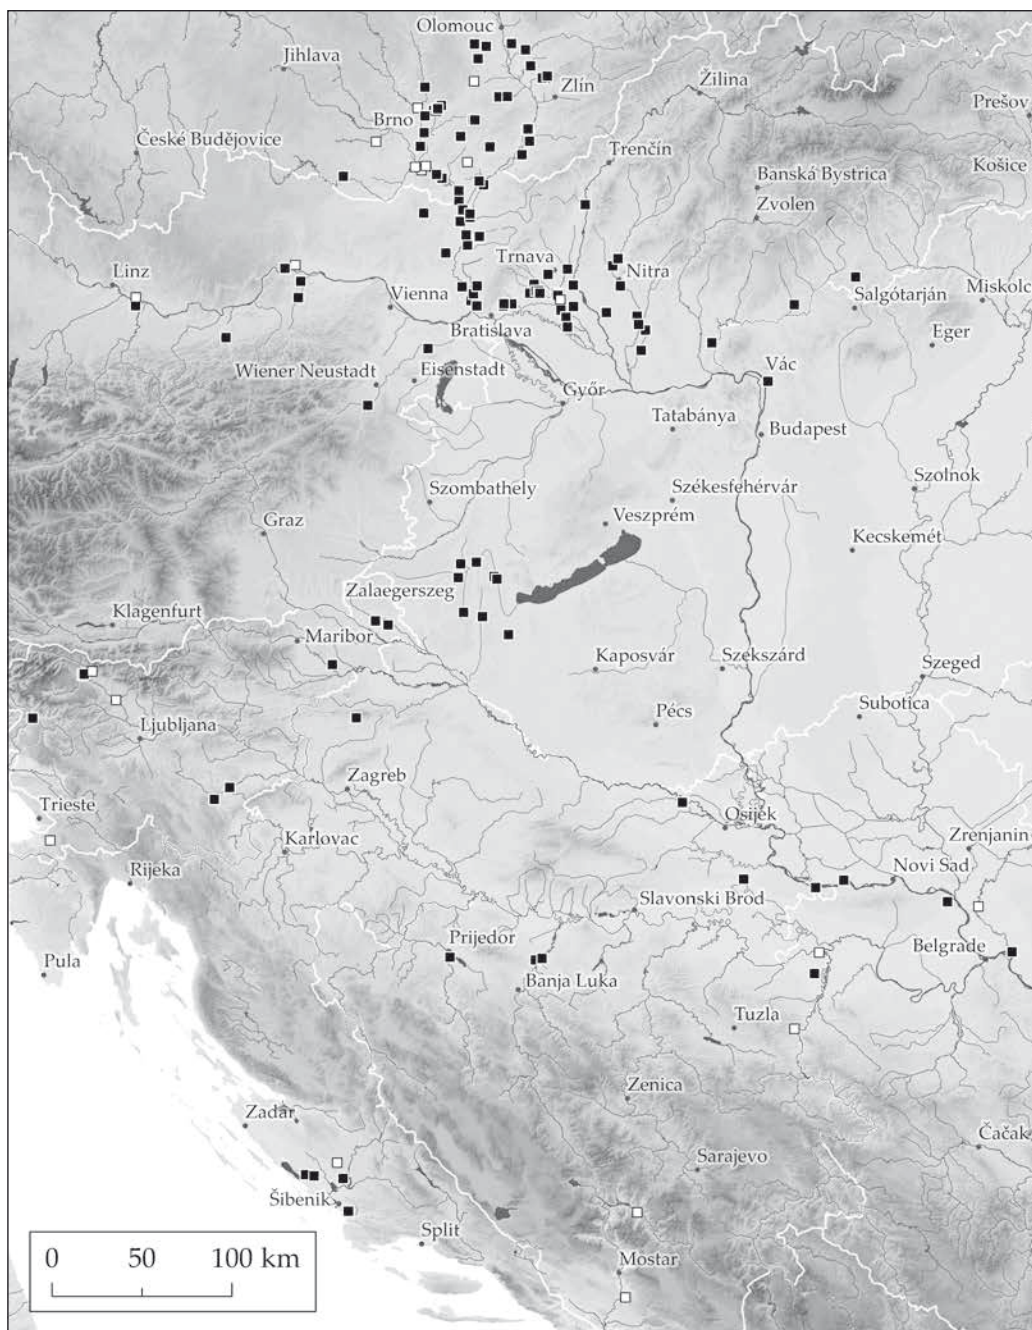 Olomouc
Jihlava
Zlín
Žilina
Prešov
Brno
České Budějovice
Trenčín
Košice
Banská Bystrica
Zvolen
Trnava
Nitra
Linz
Vienna
Salgótarján
Miskolc
Bratislava
Eger
Wiener Neustadt
Eisenstadt
Vác
Győr
Tatabánya
Budapest
Szombathely
Székesfehérvár
Szolnok
Veszprém
Graz
Kecskemét
Zalaegerszeg
Klagenfurt
Maribor
Kaposvár
Szekszárd
Szeged
Ljubljana
Pécs
Subotica
Zagreb
Trieste
Osijek
Karlovac
Zrenjanin
Rijeka
Novi Sad
Slavonski Brod
Prijedor
Belgrade
Pula
Banja Luka
Tuzla
Zenica
Zadar
Čačak
Sarajevo
Šibenik
Split
Mostar
0 50 100 km